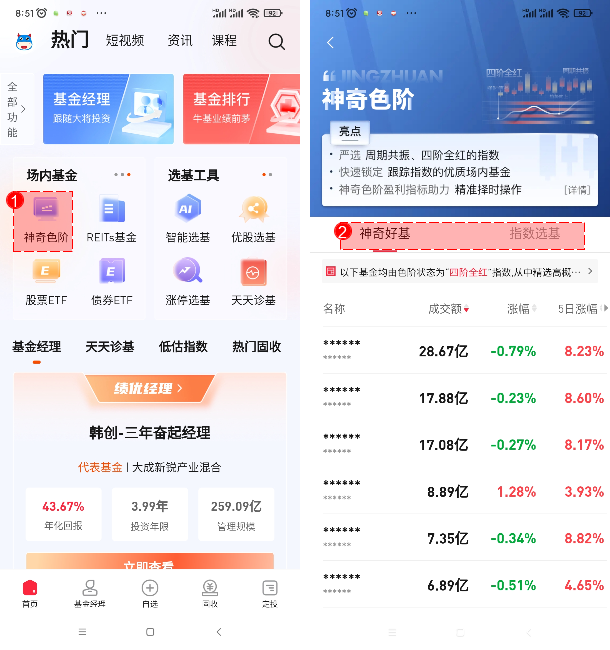 8:51
92
热门 短视频 资讯 课程
全部功能
基金经理
跟随大将投资
基金排行
牛基业绩前茅
场内基金
选基工具
1
神奇色阶 REITs基金 智能选基 优股选基
股票ETF 债券ETF 涨停选基 天天诊基
基金经理 天天诊基 低估指数 热门固收
绩优经理
韩创-三年奋起经理
代表基金 | 大成新锐产业混合
43.67% 3.99年 259.09亿
年化回报 投资年限 管理规模
立即查看
首页 基金经理 自选 固收 定投
8:51
92
JINGZHUAN
神奇色阶
四阶全红
周期共振
亮点
· 严选 周期共振、四阶全红的指数
· 快速锁定 跟踪指数的优质场内基金
· 神奇色阶盈利指标助力 精准择时操作 [详情]
2
神奇好基 指数选基
以下基金均由色阶状态为"四阶全红"指数,从中精选高概…
名称 成交额 涨幅 5日涨幅
****** 28.67亿 -0.79% 8.23%
******
****** 17.88亿 -0.23% 8.60%
******
****** 17.08亿 -0.27% 8.17%
******
****** 8.89亿 1.28% 3.93%
******
****** 7.35亿 -0.34% 8.82%
******
****** 6.89亿 -0.51% 4.65%
******